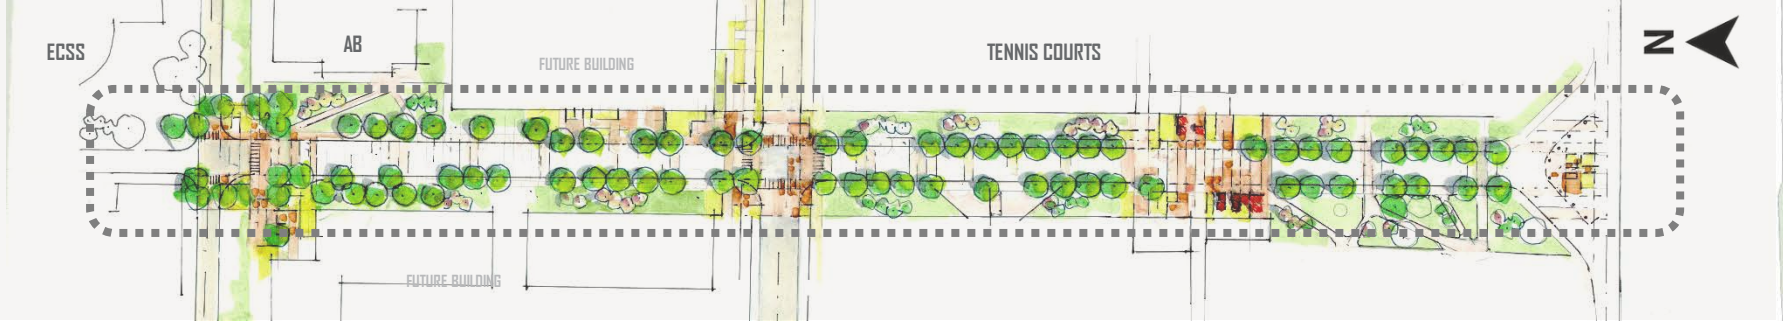 ECSS
AB
FUTURE BUILDING
TENNIS COURTS
N
FUTURE BUILDING